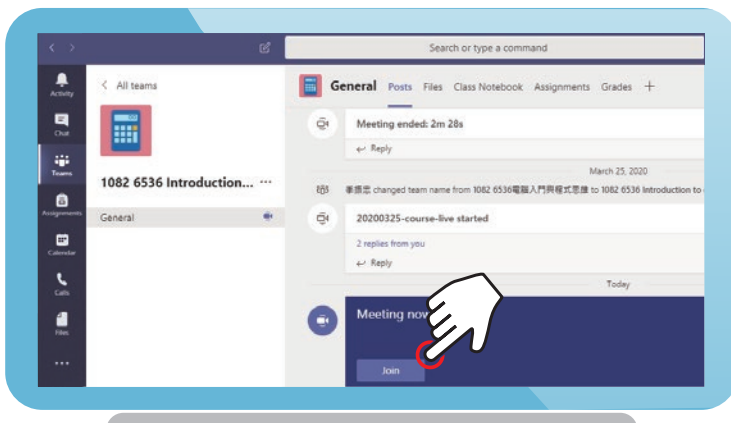 Search or type a command
Activity
Chat
Teams
Assignments
Calendar
Calls
Files
All teams
1082 6536 Introduction... ...
General
General Posts Files Class Notebook Assignments Grades +
Meeting ended: 2m 28s
Reply
March 25, 2020
changed team name from 1082 6536電腦入門與程式思維 to 1082 6536 Introduction to
20200325-course-live started
2 replies from you
Reply
Today
Meeting now
Join